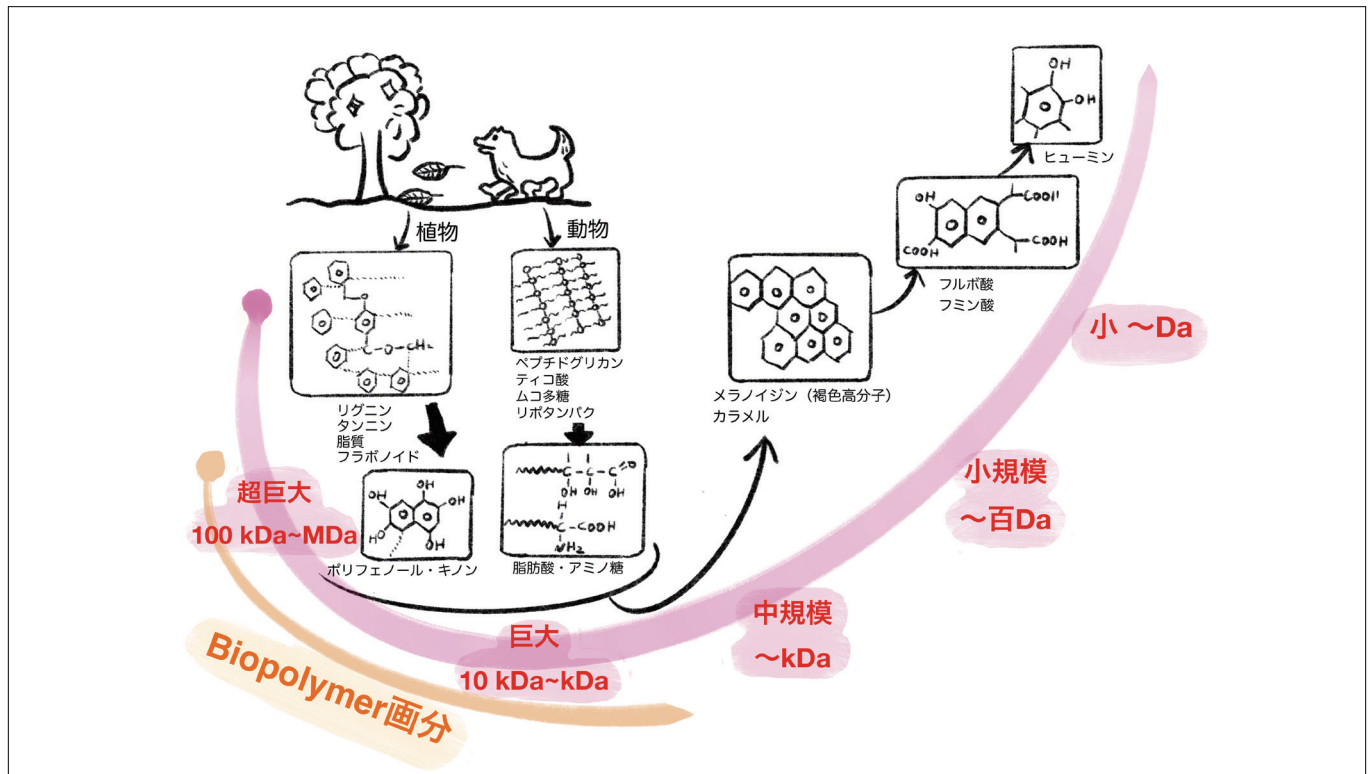 植物
動物
リグニン
タンニン
脂質
フラボノイド
ペプチドグリカン
ティコ酸
ムコ多糖
リポタンパク
C-O-CH2
OH
OH
HO
OH
HO
OH
ポリフェノール・キノン
C-C-C=O
OH OH OH
H
C-COOH
NH2
脂肪酸・アミノ糖
メラノイジン（褐色高分子）
カラメル
OH
COOH
COOH
COOH
フルボ酸
フミン酸
OH
OH
ヒューミン
超巨大
100 kDa~MDa
巨大
10 kDa~kDa
中規模
〜kDa
小規模
〜百Da
小 〜Da
Biopolymer画分